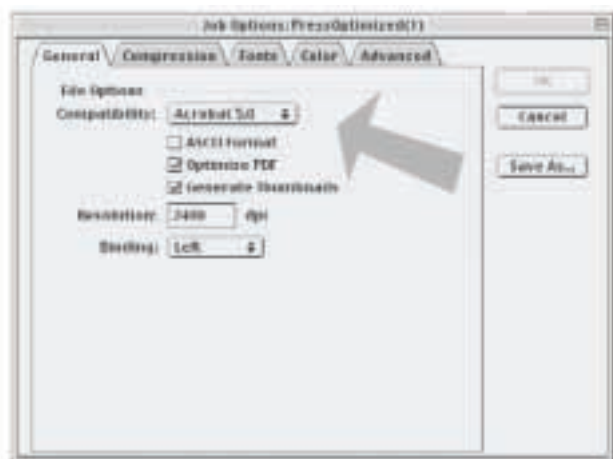 Job Options:PressOptimized(1)
General Compression Fonts Color Advanced
File Options
Compatibility: Acrobat 5.0
ASCII Format
Optimize PDF
Generate Thumbnails
Resolution: 2400 dpi
Binding: Left
OK
Cancel
Save As...